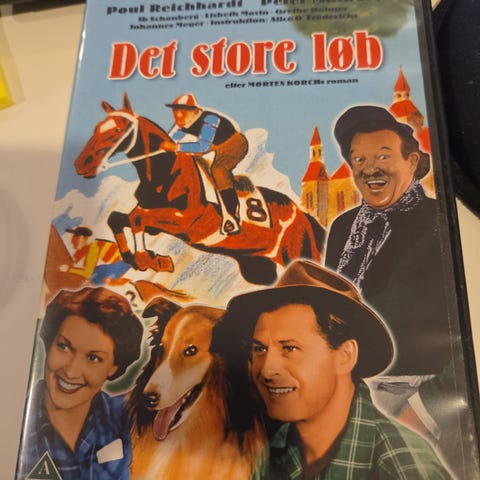 Poul Reichhardt Peter
Ib Schønberg - Lisbeth Movin - Grethe Holmer
Johannes Meyer - Instruktion: Alice O'Fredericks
Det store løb
efter MORTEN KORCHs roman
8
A